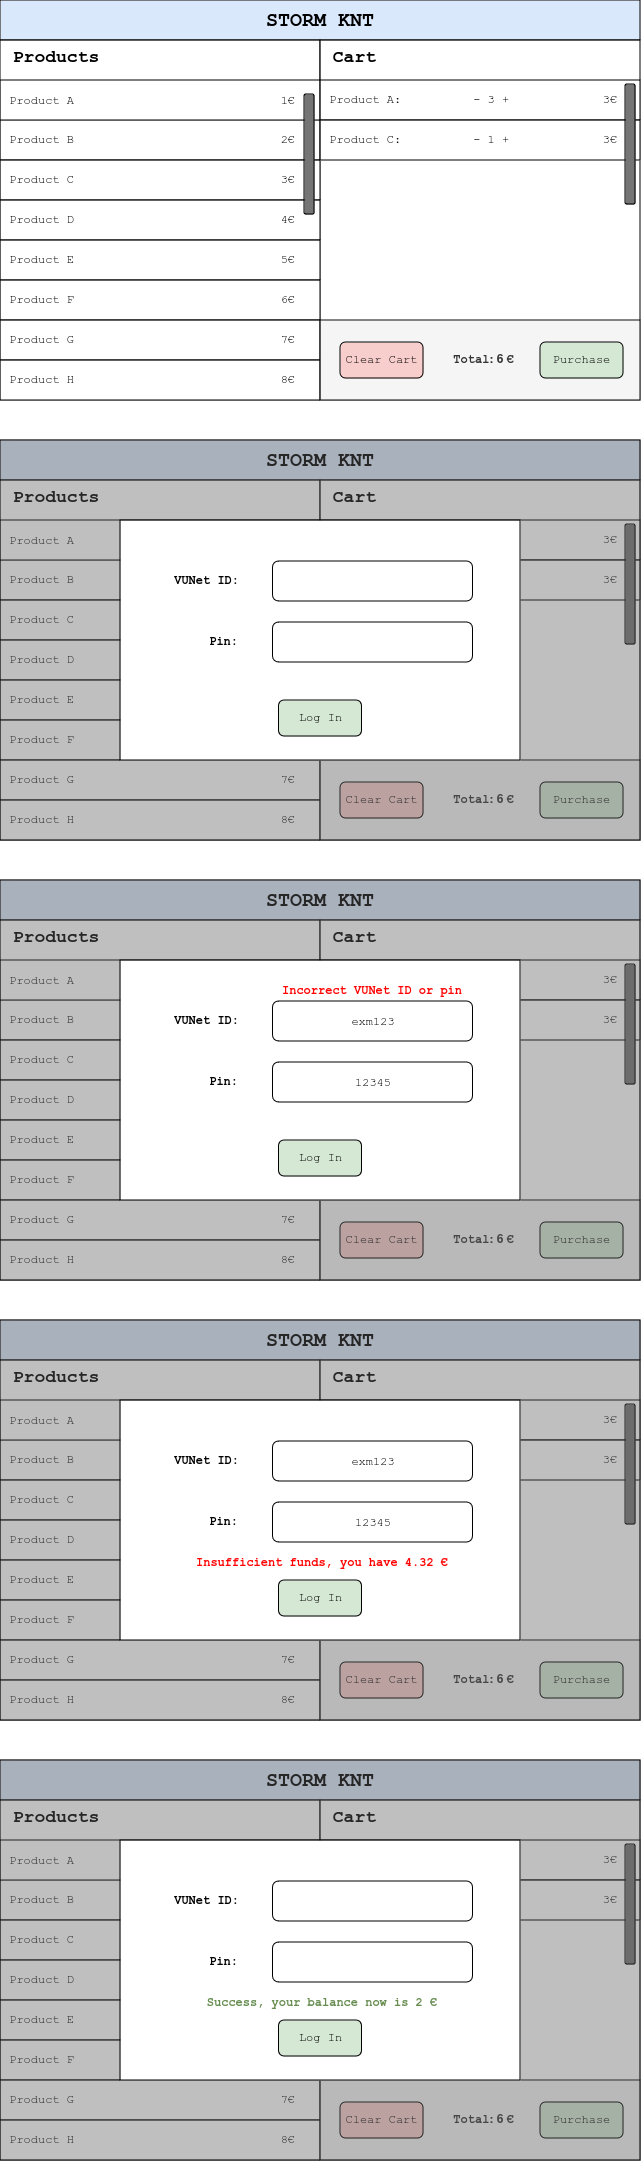 STORM KNT
Products
Cart
Product A 1€
Product B 2€
Product C 3€
Product D 4€
Product E 5€
Product F 6€
Product G 7€
Product H 8€
Product A: - 3 + 3€
Product C: - 1 + 3€
Clear Cart Total: 6 € Purchase
STORM KNT
Products
Cart
Product A
Product B
Product C
Product D
Product E
Product F
Product G 7€
Product H 8€
VUNet ID:
Pin:
Log In
3€
3€
Clear Cart Total: 6 € Purchase
STORM KNT
Products
Cart
Product A
Product B
Product C
Product D
Product E
Product F
Product G 7€
Product H 8€
Incorrect VUNet ID or pin
VUNet ID: exm123
Pin: 12345
Log In
3€
3€
Clear Cart Total: 6 € Purchase
STORM KNT
Products
Cart
Product A
Product B
Product C
Product D
Product E
Product F
Product G 7€
Product H 8€
VUNet ID: exm123
Pin: 12345
Insufficient funds, you have 4.32 €
Log In
3€
3€
Clear Cart Total: 6 € Purchase
STORM KNT
Products
Cart
Product A
Product B
Product C
Product D
Product E
Product F
Product G 7€
Product H 8€
VUNet ID:
Pin:
Success, your balance now is 2 €
Log In
3€
3€
Clear Cart Total: 6 € Purchase